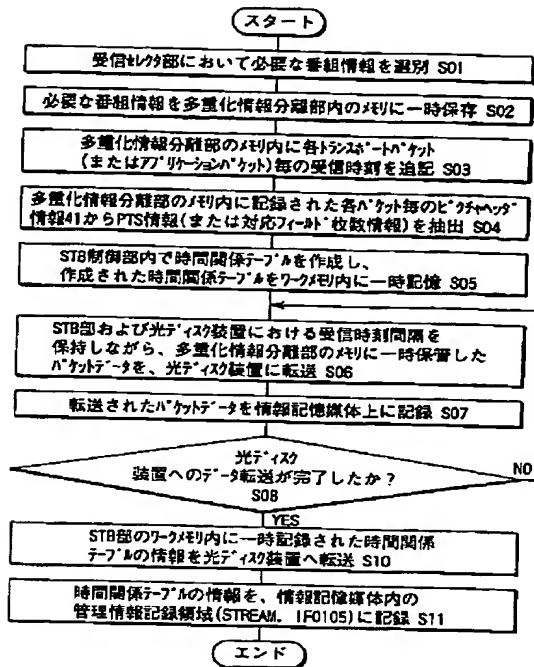 スタート
受信セレクタ部において必要な番組情報を選別 S01
必要な番組情報を多重化情報分離部内のメモリに一時保存 S02
多重化情報分離部のメモリ内に各トランスポートパケット
(またはアプリケーションパケット)毎の受信時刻を追記 S03
多重化情報分離部のメモリ内に記録された各パケット毎のピクチャヘッダ
情報41からPTS情報(または対応フィールド枚数情報)を抽出 S04
STB制御部内で時間関係テーブルを作成し、
作成された時間関係テーブルをワークメモリ内に一時記憶 S05
STB部および光ディスク装置における受信時刻間隔を
保持しながら、多重化情報分離部のメモリに一時保管した
パケットデータを、光ディスク装置に転送 S06
転送されたパケットデータを情報記憶媒体上に記録 S07
光ディスク
装置へのデータ転送が完了したか?
S08
NO
YES
STB部のワークメモリ内に一時記録された時間関係
テーブルの情報を光ディスク装置へ転送 S10
時間関係テーブルの情報を、情報記憶媒体内の
管理情報記録領域(STREAM. IFO105)に記録 S11
エンド